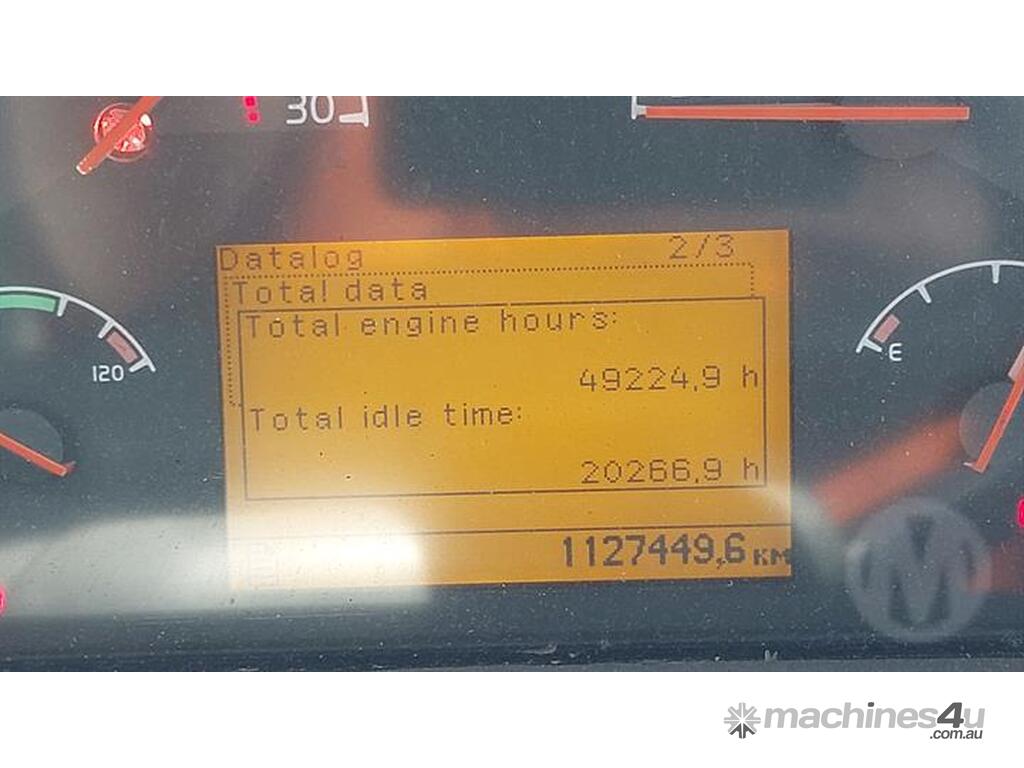 30
Datalog 2/3
Total data
Total engine hours:
120
E
49224,9 h
Total idle time:
20266,9 h
1127449,6 KM
M
machines4u
.com.au